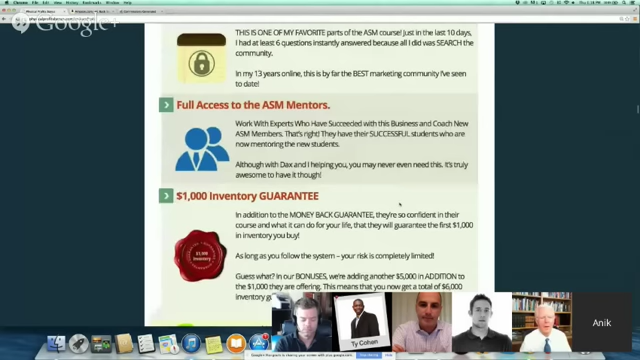 Google+
THIS IS ONE OF MY FAVORITE parts of the ASM course! Just in the last 10 days,
I had at least 6 questions instantly answered because all I did was SEARCH the
community.
In my 13 years online, this is by far the BEST marketing community I've seen
to date!
Full Access to the ASM Mentors.
Work With Experts Who Have Succeeded with this Business and Coach New
ASM Members. That's right! They have their SUCCESSFUL students who are
now mentoring the new students.
Although with Dax and I helping you, you may never even need this. It's truly
awesome to have it though!
$1,000 Inventory GUARANTEE
In addition to the MONEY BACK GUARANTEE, they're so confident in their
course and what it can do for your life, that they will guarantee the first $1,000
in inventory you buy!
$1,000
Inventory
As long as you follow the system – your risk is completely limited!
Guess what? In our BONUSES, we're adding another $5,000 in ADDITION to
the $1,000 they are offering. This means that you now get a total of $6,000
inventory
Ty Cohan
Anik